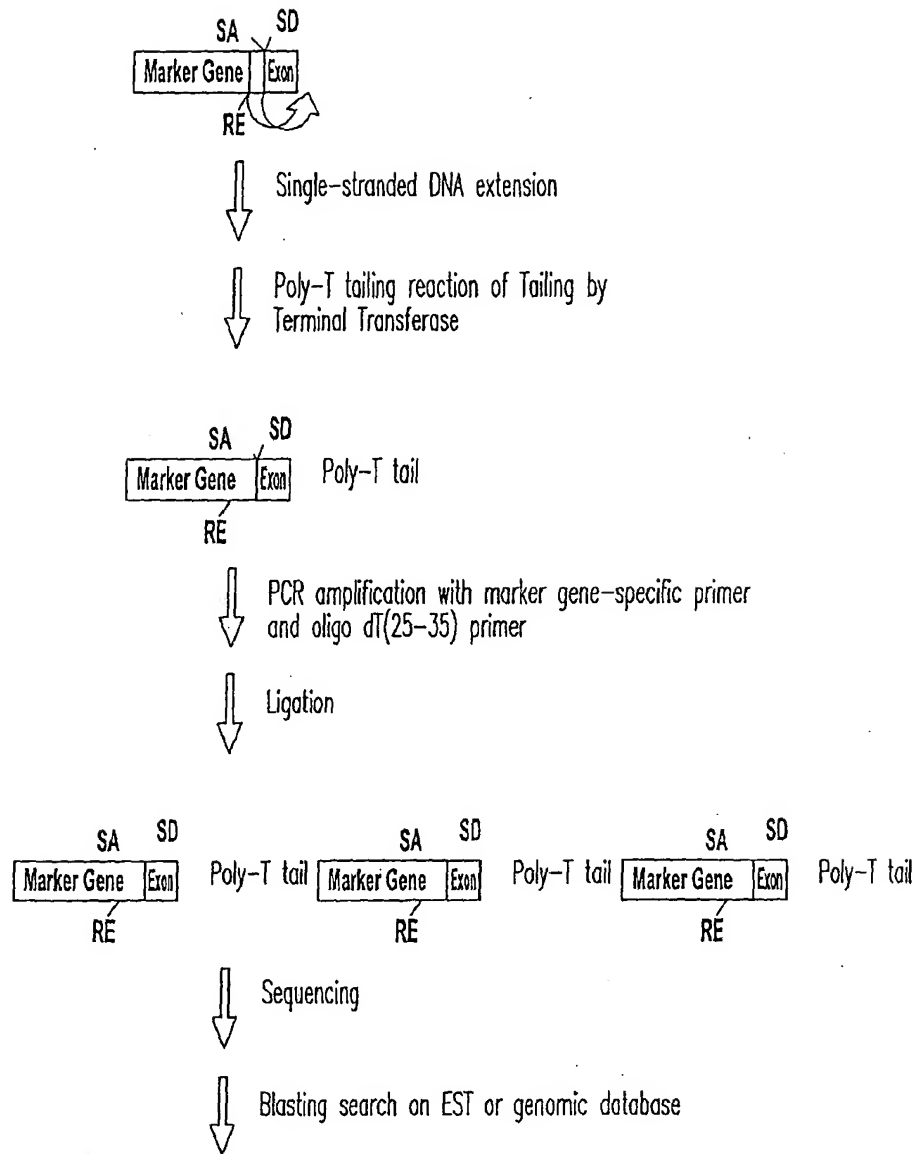 SA SD
Marker Gene Exon
RE
Single-stranded DNA extension
Poly-T tailing reaction of Tailing by
Terminal Transferase
SA SD
Marker Gene Exon Poly-T tail
RE
PCR amplification with marker gene-specific primer
and oligo dT(25-35) primer
Ligation
SA SD SA SD SA SD
Marker Gene Exon Poly-T tail Marker Gene Exon Poly-T tail Marker Gene Exon Poly-T tail
RE RE RE
Sequencing
Blasting search on EST or genomic database